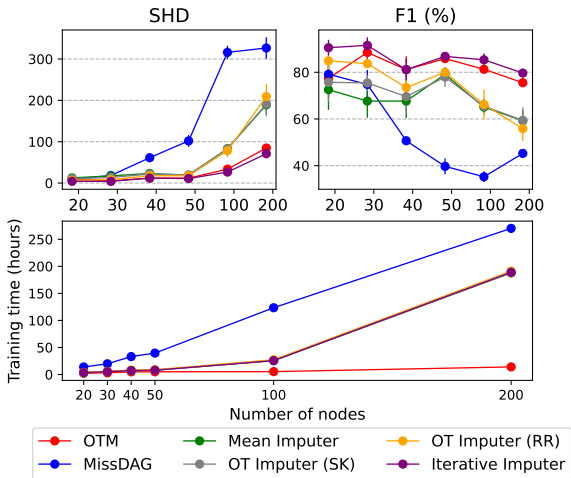 SHD
F1 (%)
300
200
100
0
80
60
40
20 30 40 50 100 200
20 30 40 50 100 200
Training time (hours)
250
200
150
100
50
0
20 30 40 50 100 200
Number of nodes
OTM Mean Imputer OT Imputer (RR)
MissDAG OT Imputer (SK) Iterative Imputer